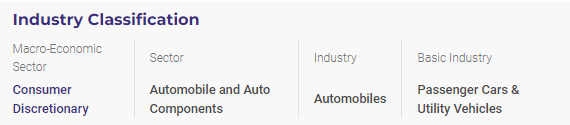 Industry Classification
Macro-Economic
Sector
Consumer
Discretionary
Sector
Automobile and Auto
Components
Industry
Automobiles
Basic Industry
Passenger Cars &
Utility Vehicles